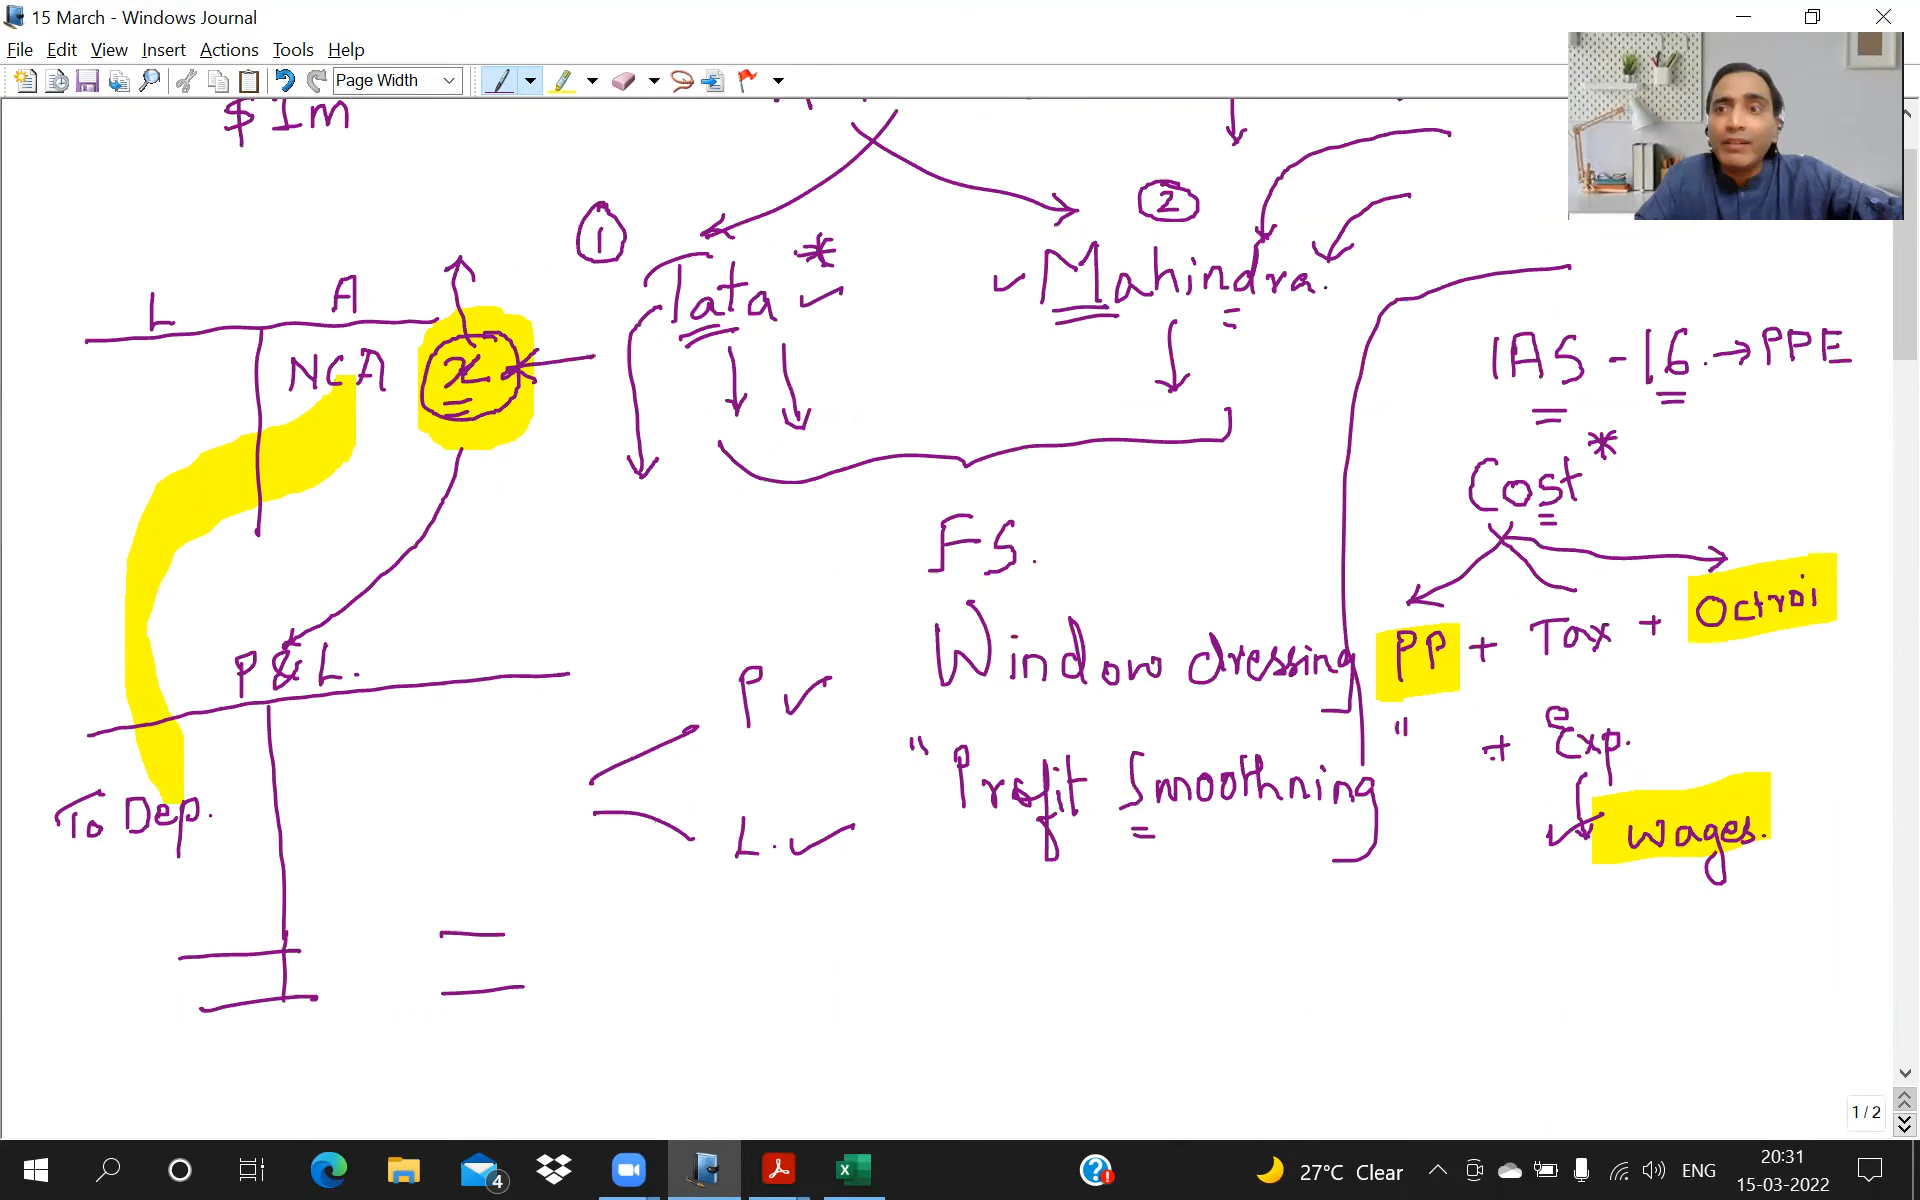 15 March - Windows Journal
File Edit View Insert Actions Tools Help
Page Width
$ 1m
1
2
Tata *
Mahindra.
L
A
NCA
x
IAS - 16 → PPE
Cost *
FS.
PP + Tax + Octroi
Window dressing
P & L.
P
" + Exp.
" Profit Smoothning
To Dep.
L.
wages.
1 / 2
4
27°C Clear
ENG
20:31
15-03-2022